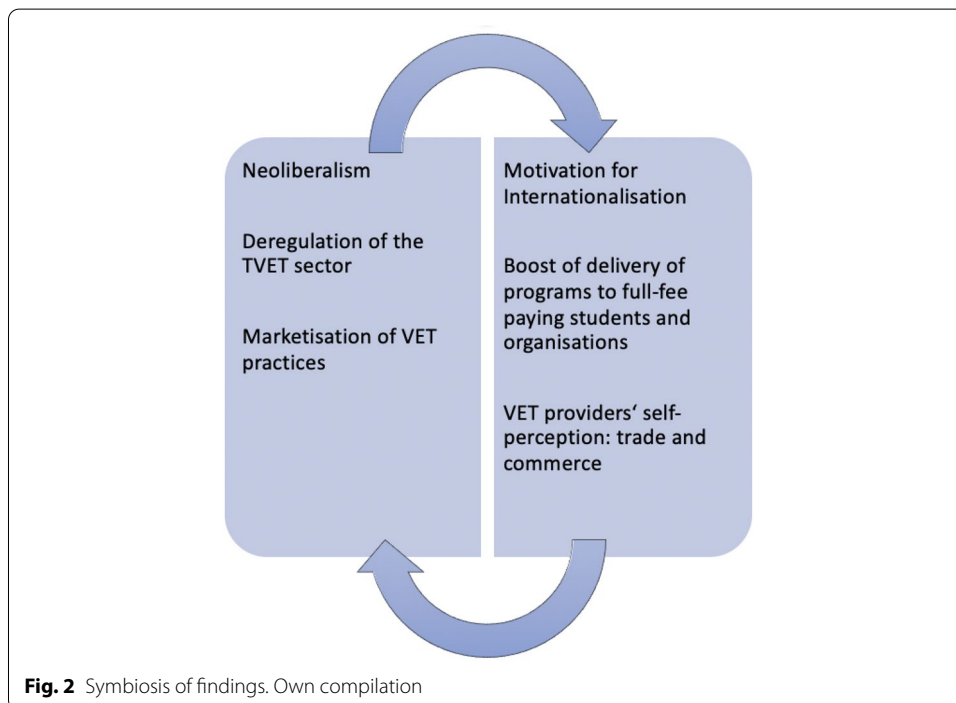 Neoliberalism
Deregulation of the
TVET sector
Marketisation of VET
practices
Motivation for
Internationalisation
Boost of delivery of
programs to full-fee
paying students and
organisations
VET providers‘ self-
perception: trade and
commerce
Fig. 2 Symbiosis of findings. Own compilation